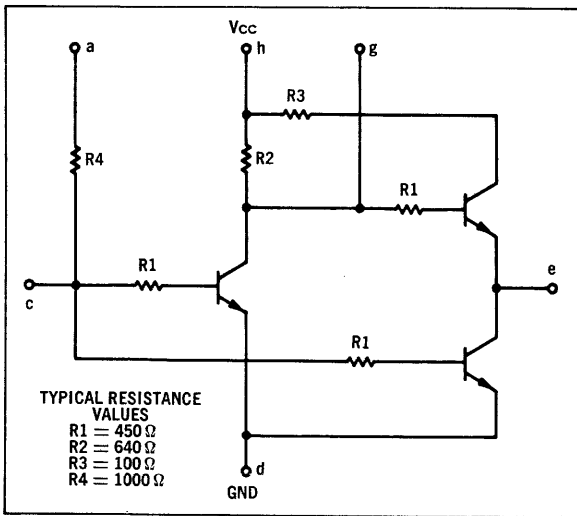 Vcc
a
h
g
R3
R4
R2
R1
R1
e
c
R1
TYPICAL RESISTANCE
VALUES
R1 = 450 Ω
R2 = 640 Ω
R3 = 100 Ω
R4 = 1000 Ω
d
GND